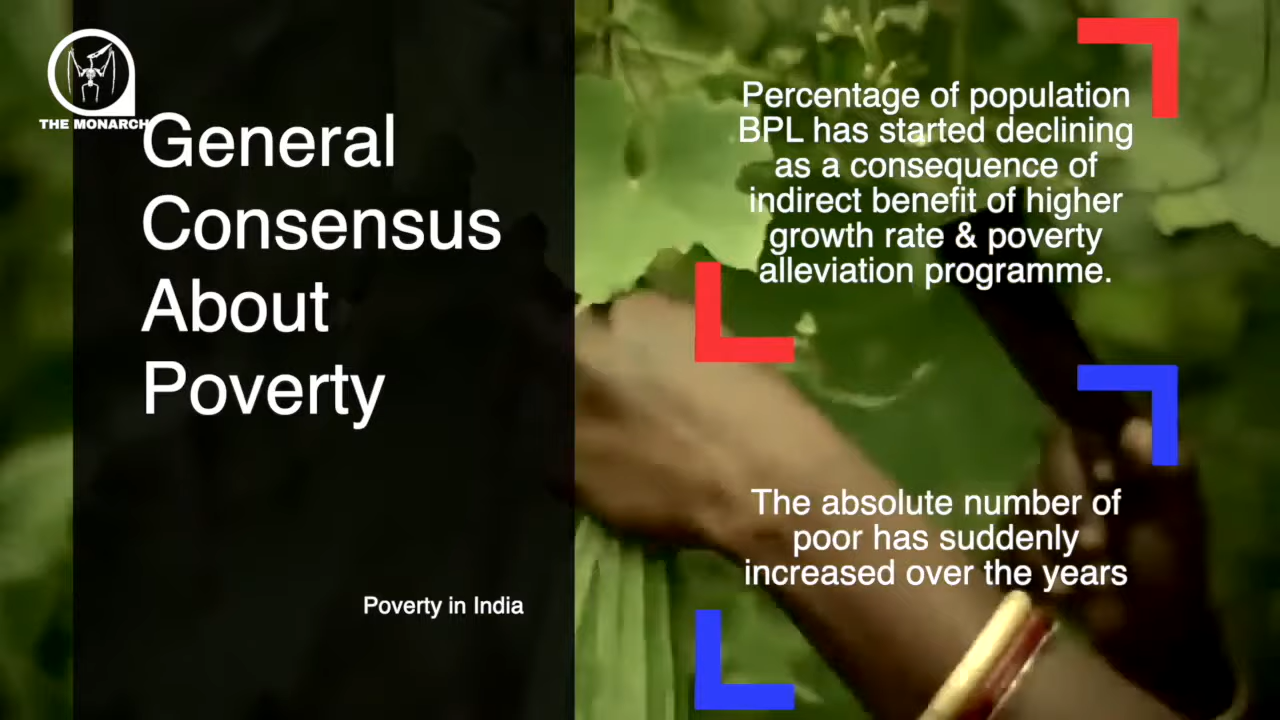 THE MONARCH
General
Consensus
About
Poverty
Poverty in India
Percentage of population
BPL has started declining
as a consequence of
indirect benefit of higher
growth rate & poverty
alleviation programme.
The absolute number of
poor has suddenly
increased over the years